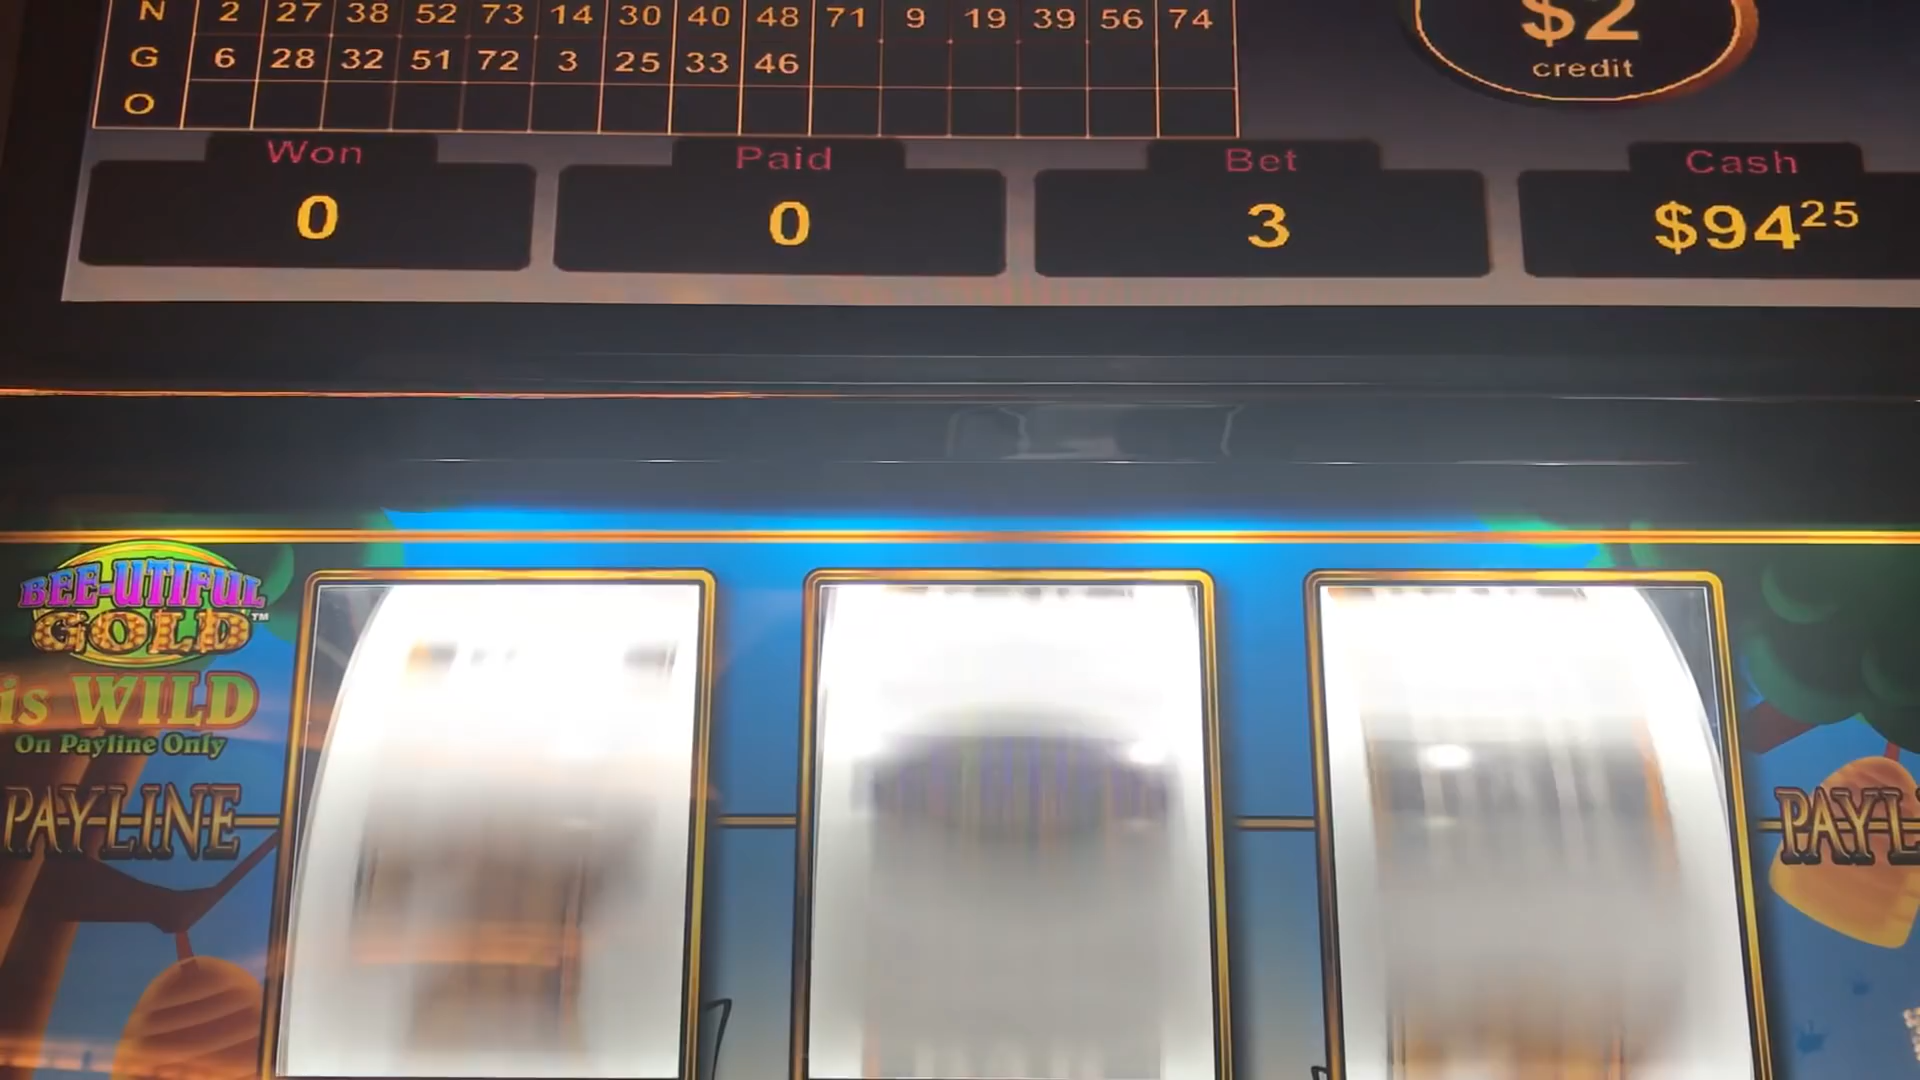 N 2 27 38 52 73 14 30 40 48 71 9 19 39 56 74
G 6 28 32 51 72 3 25 33 46
O
$2
credit
Won
0
Paid
0
Bet
3
Cash
$94 25
BEE-UTIFUL
GOLD™
is WILD
On Payline Only
PAYLINE
PAYL